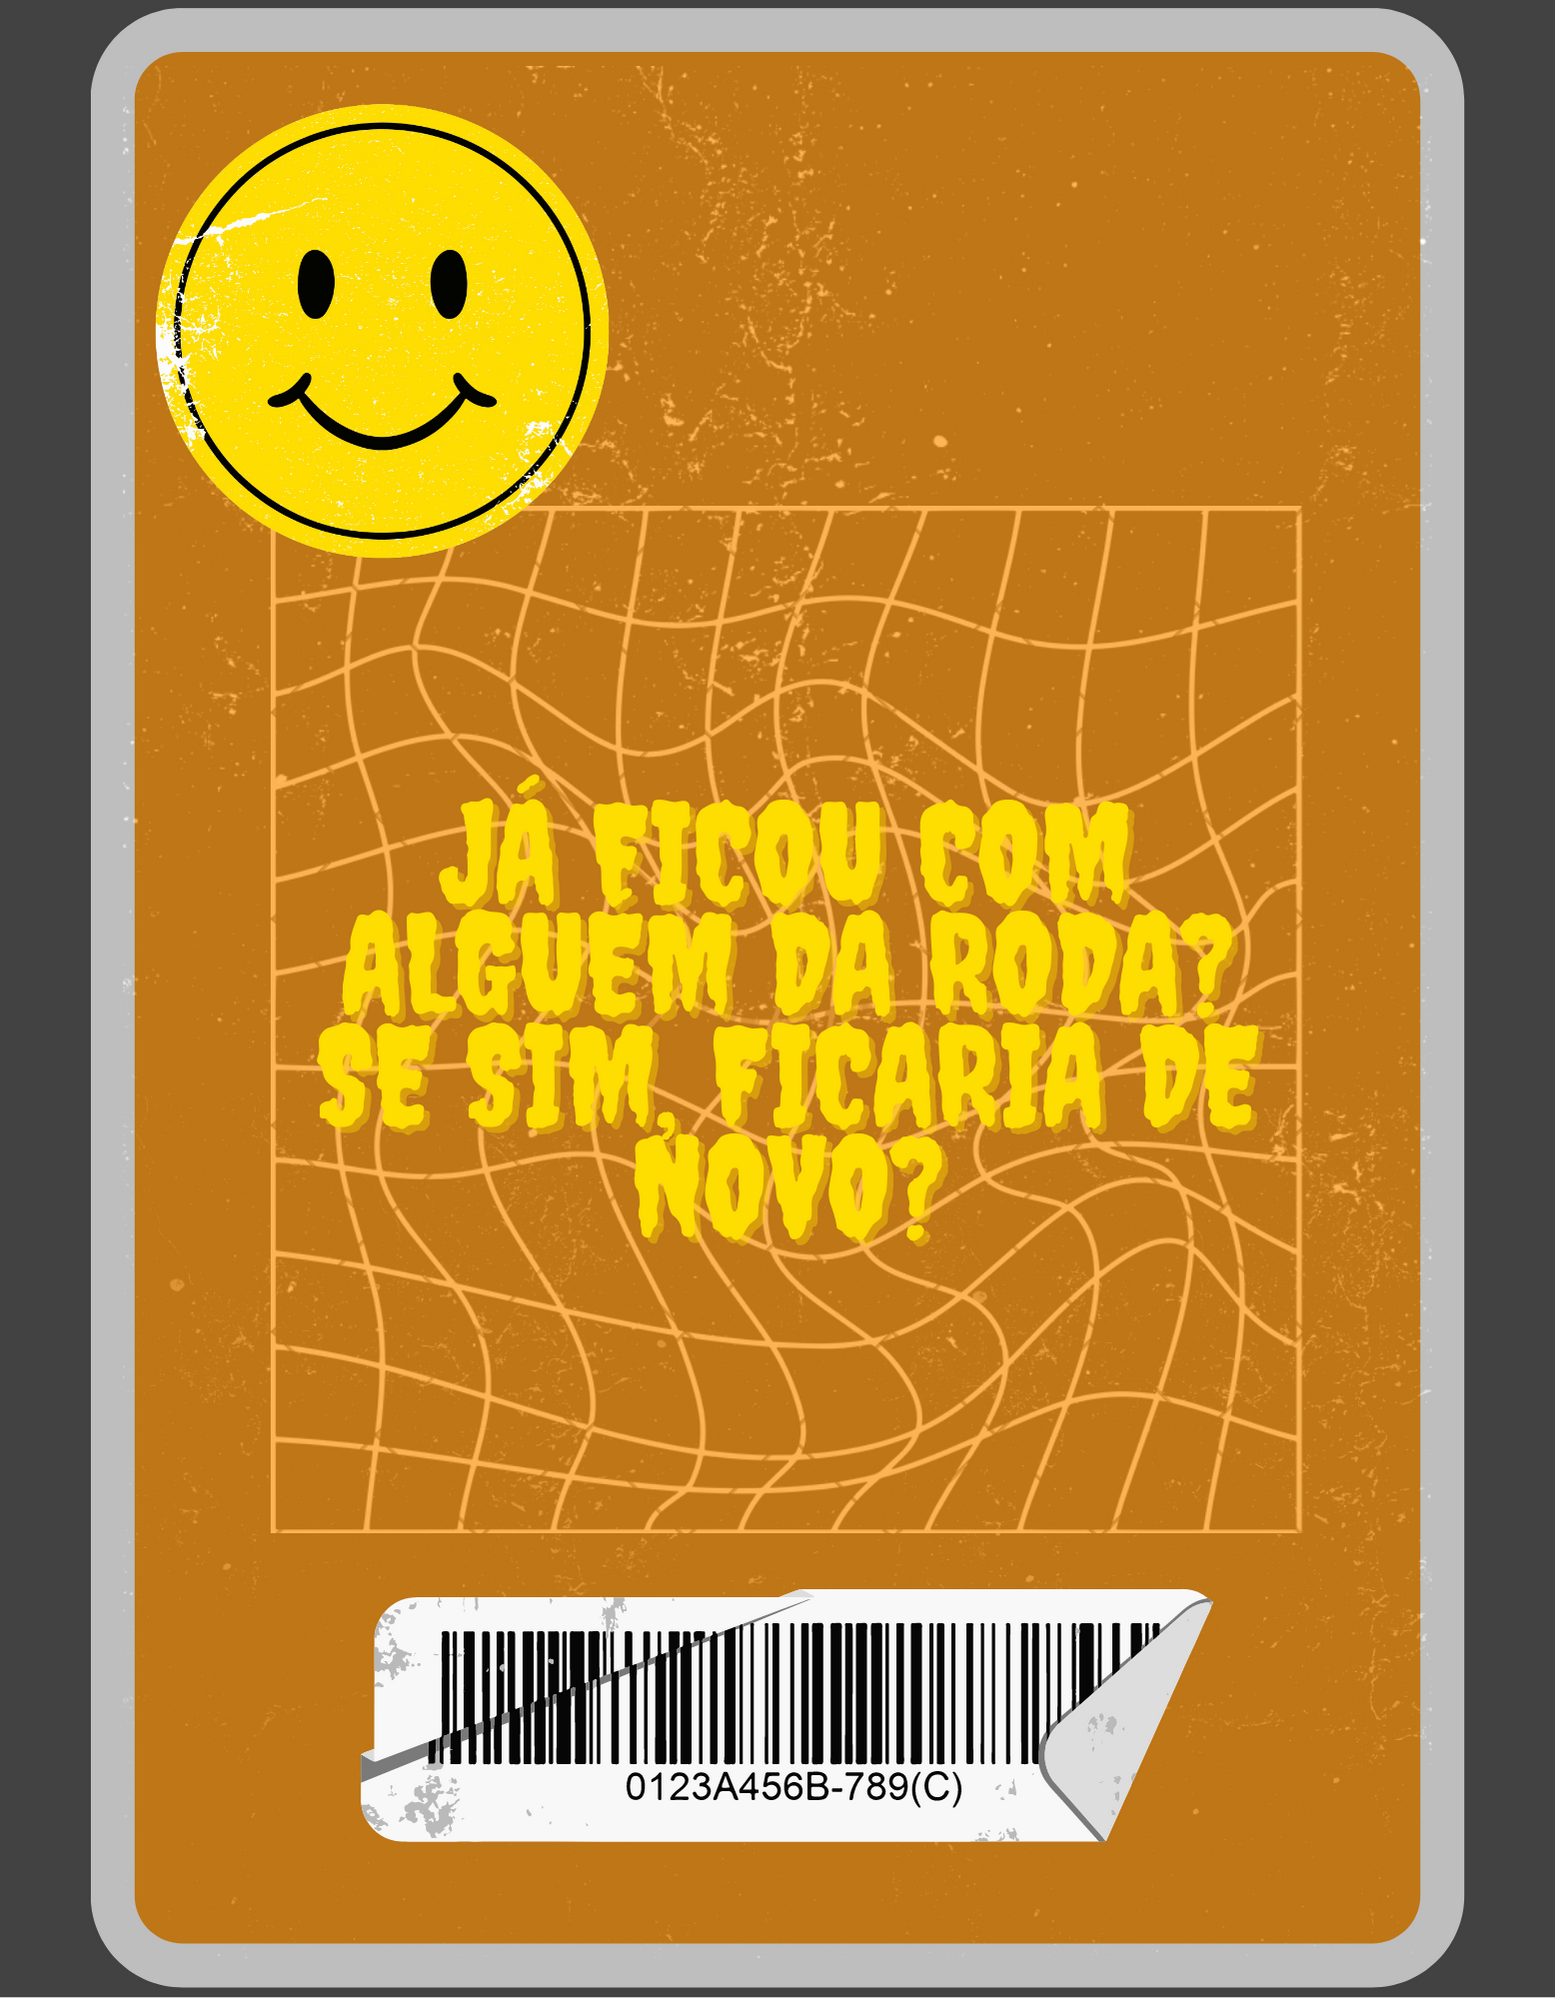 JÁ FICOU COM
ALGUEM DA RODA?
SE SIM, FICARIA DE
NOVO?
0123A456B-789(C)